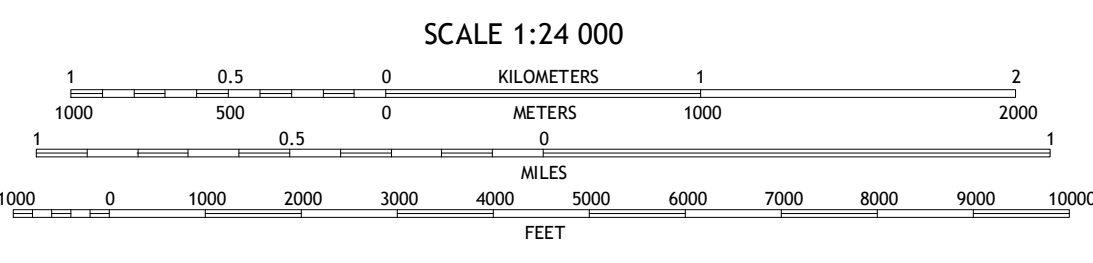 SCALE 1:24 000
1 0.5 0 KILOMETERS 1 2
1000 500 0 METERS 1000 2000
1 0.5 0 1
MILES
1000 0 1000 2000 3000 4000 5000 6000 7000 8000 9000 10000
FEET